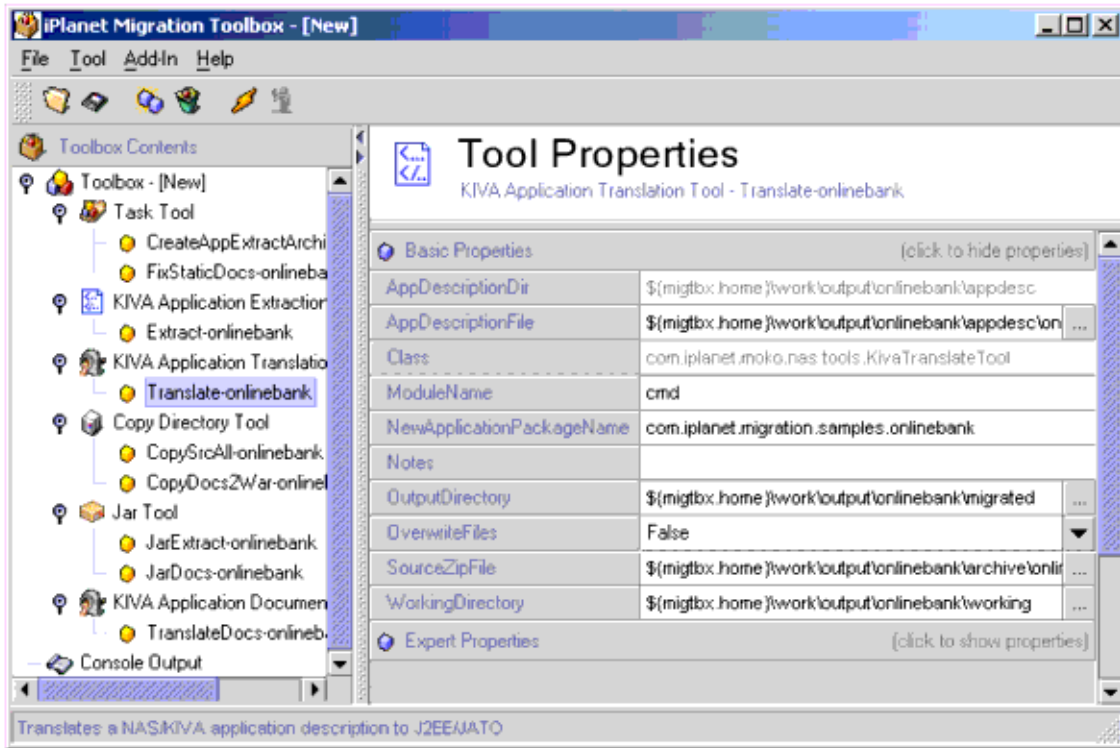 iPlanet Migration Toolbox - [New]
File Tool Add-In Help
Toolbox Contents
Toolbox - [New]
Task Tool
CreateAppExtractArchi
FixStaticDocs-onlineba
KIVA Application Extraction
Extract-onlinebank
KIVA Application Translatio
Translate-onlinebank
Copy Directory Tool
CopySrcAll-onlinebank
CopyDocs2War-onlinel
Jar Tool
JarExtract-onlinebank
JarDocs-onlinebank
KIVA Application Documen
TranslateDocs-onlineb
Console Output
Tool Properties
KIVA Application Translation Tool - Translate-onlinebank
Basic Properties (click to hide properties)
AppDescriptionDir $(migtbx.home)\work\output\onlinebank\appdesc
AppDescriptionFile $(migtbx.home)\work\output\onlinebank\appdesc\on ...
Class com.iplanet.moko.nas.tools.KivaTranslateTool
ModuleName cmd
NewApplicationPackageName com.iplanet.migration.samples.onlinebank
Notes
OutputDirectory $(migtbx.home)\work\output\onlinebank\migrated ...
OverwriteFiles False
SourceZipFile $(migtbx.home)\work\output\onlinebank\archive\onlin ...
WorkingDirectory $(migtbx.home)\work\output\onlinebank\working ...
Expert Properties (click to show properties)
Translates a NAS/KIVA application description to J2EE/JATO